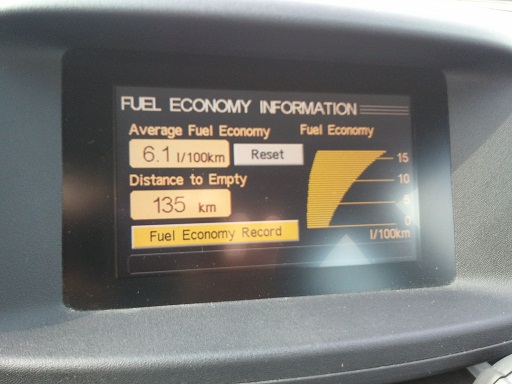 FUEL ECONOMY INFORMATION
Average Fuel Economy
6.1 l/100km
Reset
Distance to Empty
135 km
Fuel Economy Record
Fuel Economy
15
10
5
0
l/100km